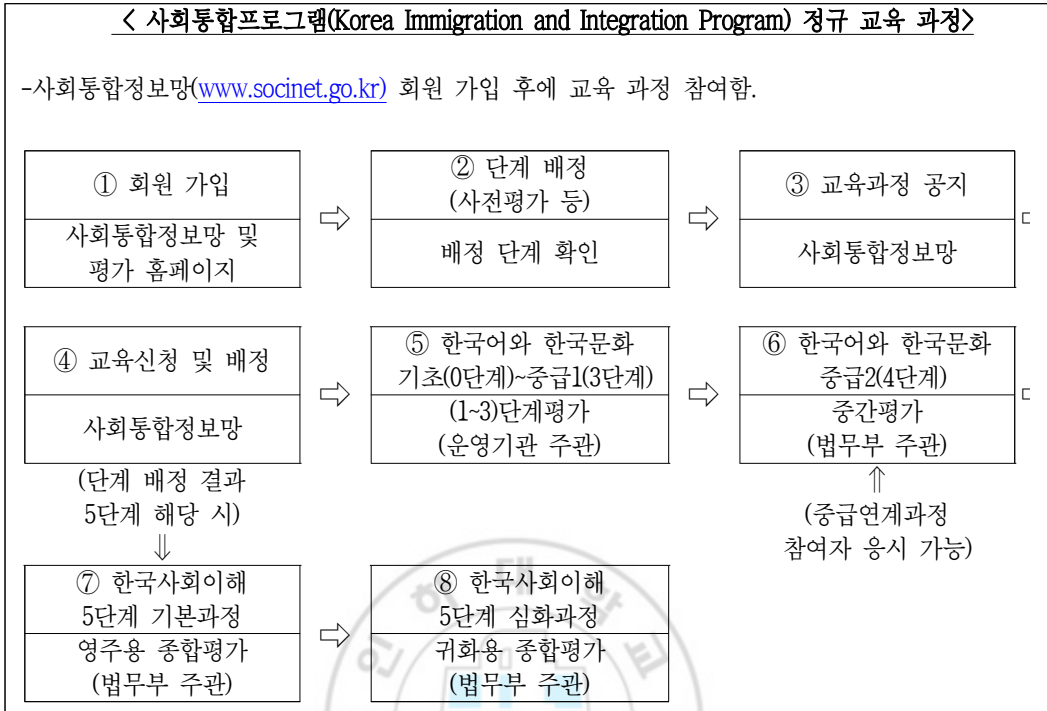 < 사회통합프로그램(Korea Immigration and Integration Program) 정규 교육 과정>
-사회통합정보망(www.socinet.go.kr) 회원 가입 후에 교육 과정 참여함.
① 회원 가입
사회통합정보망 및
평가 홈페이지
⇨
② 단계 배정
(사전평가 등)
배정 단계 확인
⇨
③ 교육과정 공지
사회통합정보망
④ 교육신청 및 배정
사회통합정보망
⇨
⑤ 한국어와 한국문화
기초(0단계)~중급1(3단계)
(1~3)단계평가
(운영기관 주관)
⇨
⑥ 한국어와 한국문화
중급2(4단계)
중간평가
(법무부 주관)
(단계 배정 결과
5단계 해당 시)
⇓
⇑
(중급연계과정
참여자 응시 가능)
⑦ 한국사회이해
5단계 기본과정
영주용 종합평가
(법무부 주관)
⇨
⑧ 한국사회이해
5단계 심화과정
귀화용 종합평가
(법무부 주관)
인하대학교